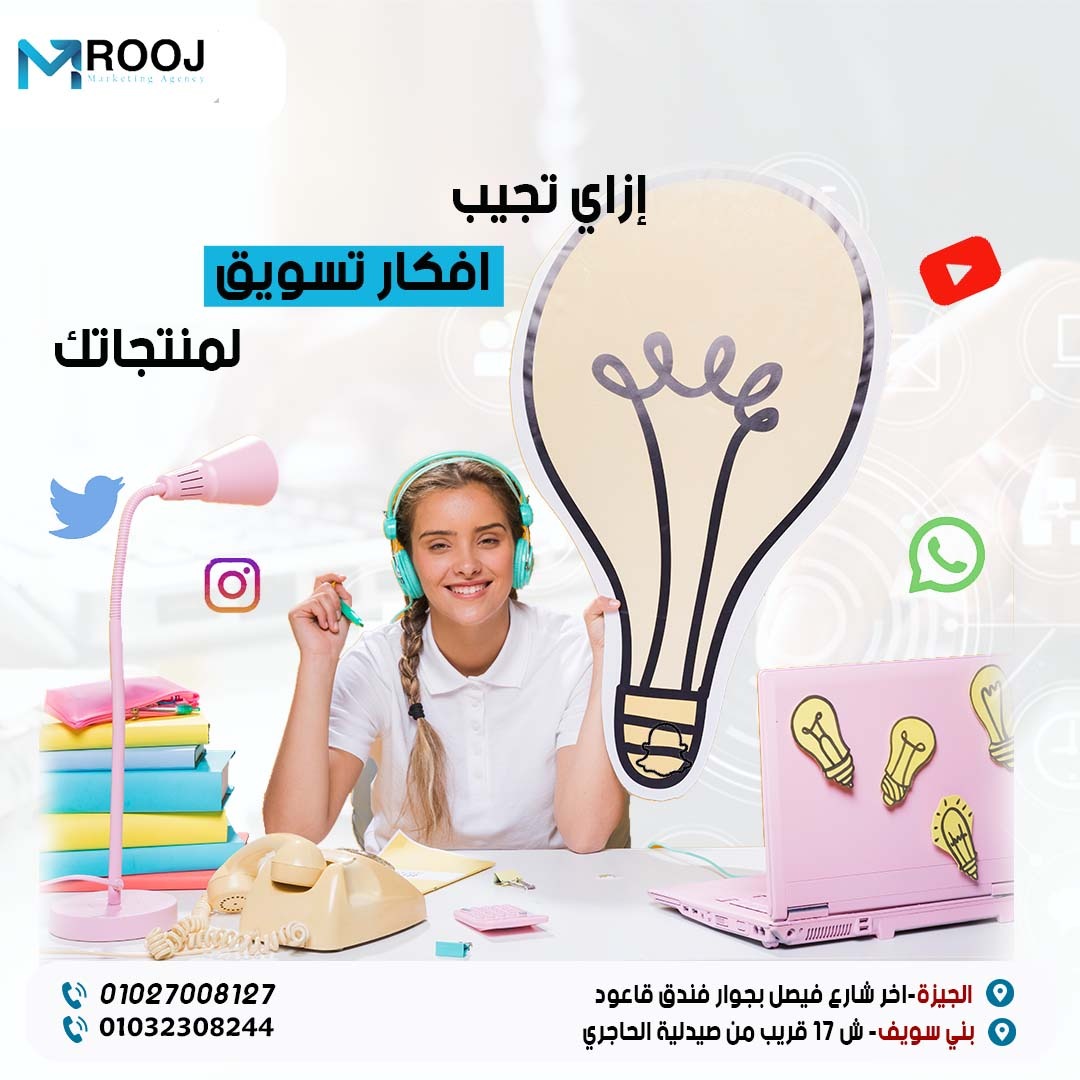 MROOJ
Marketing Agency
إزاي تجيب
افكار تسويق
لمنتجاتك
الجيزة-اخر شارع فيصل بجوار فندق قاعود
بني سويف- ش 17 قريب من صيدلية الحاجري
01027008127
01032308244